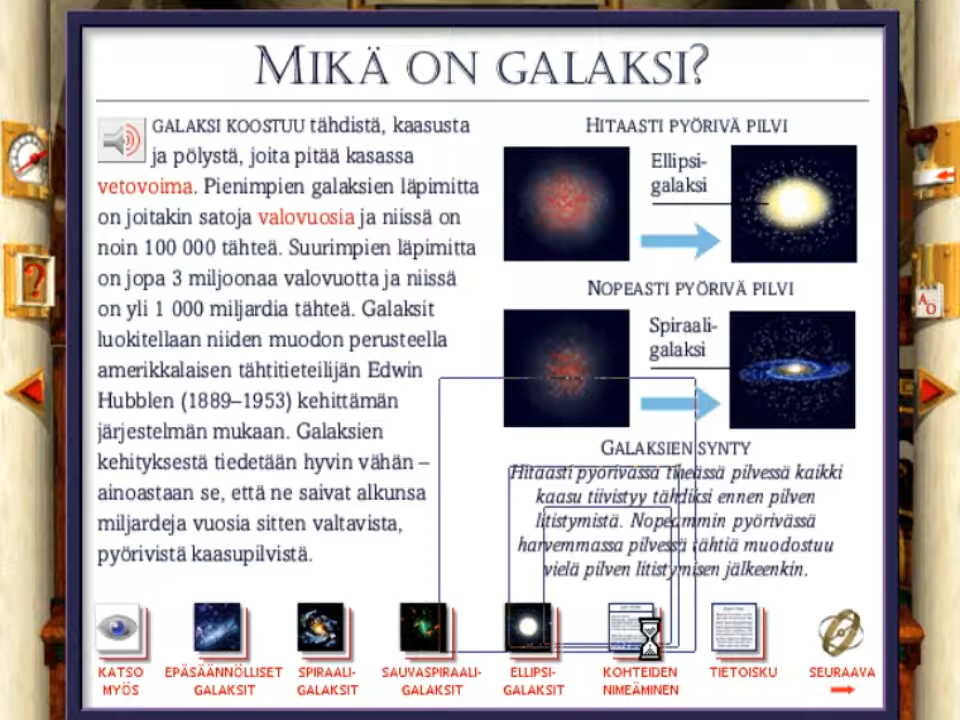 MIKÄ ON GALAKSI?
GALAKSI KOOSTUU tähdistä, kaasusta
ja pölystä, joita pitää kasassa
vetovoima. Pienimpien galaksien läpimitta
on joitakin satoja valovuosia ja niissä on
noin 100 000 tähteä. Suurimpien läpimitta
on jopa 3 miljoonaa valovuotta ja niissä
on yli 1 000 miljardia tähteä. Galaksit
luokitellaan niiden muodon perusteella
amerikkalaisen tähtitieteilijän Edwin
Hubblen (1889–1953) kehittämän
järjestelmän mukaan. Galaksien
kehityksestä tiedetään hyvin vähän –
ainoastaan se, että ne saivat alkunsa
miljardeja vuosia sitten valtavista,
pyörivistä kaasupilvistä.
HITAASTI PYÖRIVÄ PILVI
Ellipsi-
galaksi
NOPEASTI PYÖRIVÄ PILVI
Spiraali-
galaksi
GALAKSIEN SYNTY
Hitaasti pyörivässä tiheässä pilvessä kaikki
kaasu tiivistyy tähdiksi ennen pilven
litistymistä. Nopeammin pyörivässä
harvemmassa pilvessä tähtiä muodostuu
vielä pilven litistymisen jälkeenkin.
?
A
Ö
KATSO
MYÖS
EPÄSÄÄNNÖLLISET
GALAKSIT
SPIRAALI-
GALAKSIT
SAUVASPIRAALI-
GALAKSIT
ELLIPSI-
GALAKSIT
KOHTEIDEN
NIMEÄMINEN
TIETOISKU
SEURAAVA